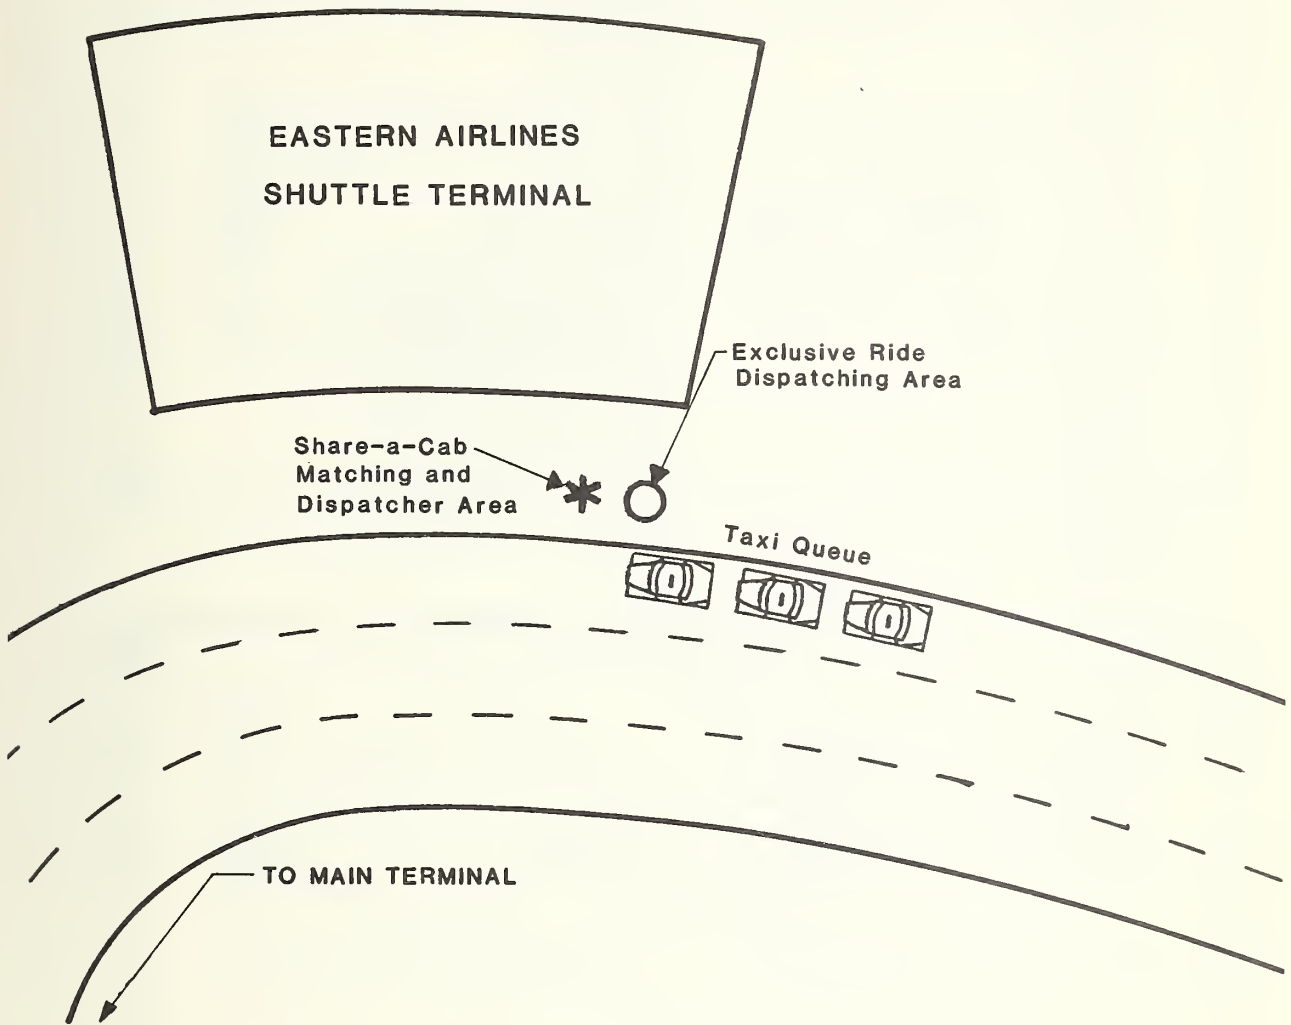 EASTERN AIRLINES
SHUTTLE TERMINAL
Exclusive Ride
Dispatching Area
Share-a-Cab
Matching and
Dispatcher Area
Taxi Queue
TO MAIN TERMINAL